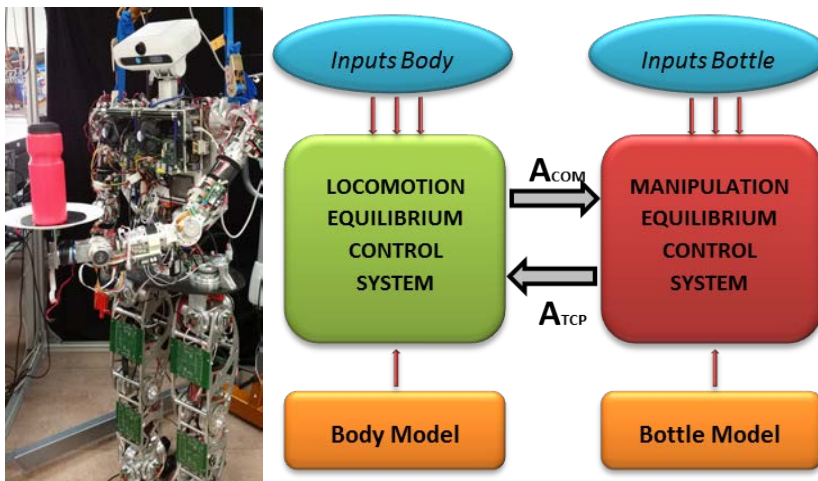 Inputs Body
Inputs Bottle
LOCOMOTION
EQUILIBRIUM
CONTROL
SYSTEM
ACOM
ATCP
MANIPULATION
EQUILIBRIUM
CONTROL
SYSTEM
Body Model
Bottle Model